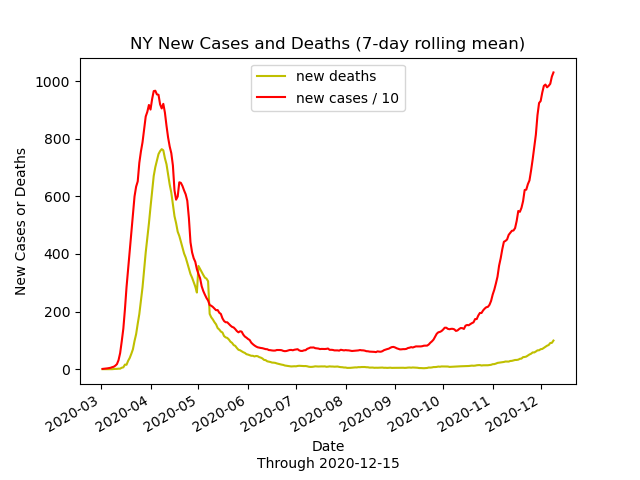 NY New Cases and Deaths (7-day rolling mean)
new deaths
new cases / 10
New Cases or Deaths
1000
800
600
400
200
0
2020-03
2020-04
2020-05
2020-06
2020-07
2020-08
2020-09
2020-10
2020-11
2020-12
Date
Through 2020-12-15